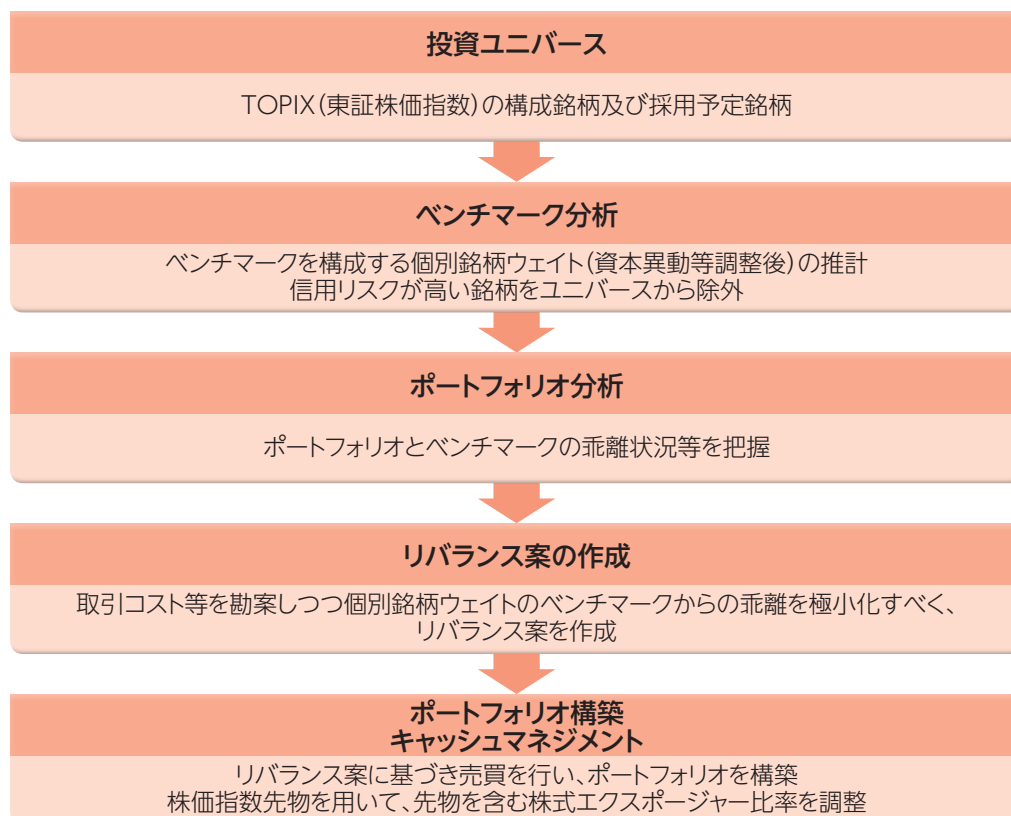 投資ユニバース
TOPIX(東証株価指数)の構成銘柄及び採用予定銘柄
ベンチマーク分析
ベンチマークを構成する個別銘柄ウェイト(資本異動等調整後)の推計
信用リスクが高い銘柄をユニバースから除外
ポートフォリオ分析
ポートフォリオとベンチマークの乖離状況等を把握
リバランス案の作成
取引コスト等を勘案しつつ個別銘柄ウェイトのベンチマークからの乖離を極小化すべく、
リバランス案を作成
ポートフォリオ構築
キャッシュマネジメント
リバランス案に基づき売買を行い、ポートフォリオを構築
株価指数先物を用いて、先物を含む株式エクスポージャー比率を調整